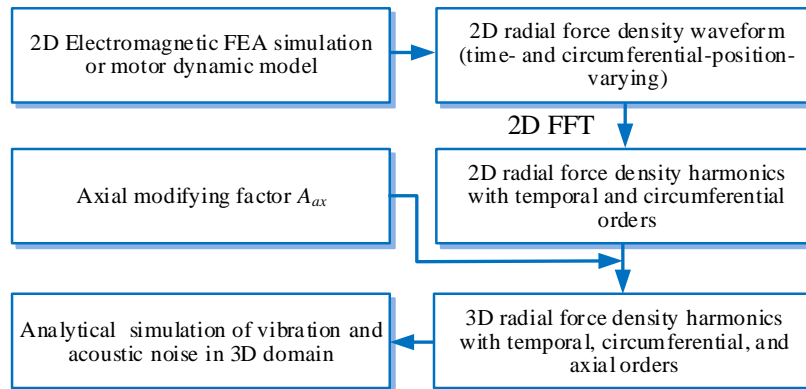 2D Electromagnetic FEA simulation
or motor dynamic model
2D radial force density waveform
(time- and circumferential-position-
varying)
2D FFT
Axial modifying factor Aax
2D radial force density harmonics
with temporal and circumferential
orders
Analytical simulation of vibration and
acoustic noise in 3D domain
3D radial force density harmonics
with temporal, circumferential, and
axial orders